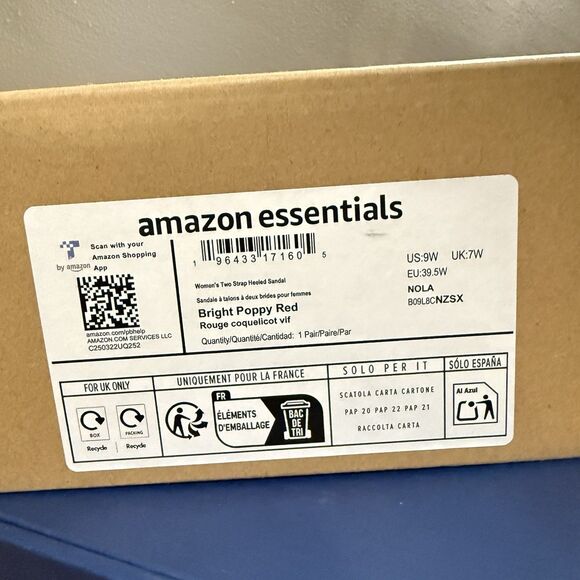 amazon essentials
Scan with your
Amazon Shopping
App
by amazon
amazon.com/pbhelp
AMAZON.COM SERVICES LLC
C250322UQ252
1 96433 17160 5
Women's Two Strap Heeled Sandal
Sandale à talons à deux brides pour femmes
Bright Poppy Red
Rouge coquelicot vif
Quantity/Quantité/Cantidad: 1 Pair/Paire/Par
US:9W UK:7W
EU:39.5W
NOLA
B09L8CNZSX
FOR UK ONLY
BOX
Recycle
PACKING
Recycle
UNIQUEMENT POUR LA FRANCE
FR
ÉLÉMENTS
D'EMBALLAGE
BAC
DE
TRI
SOLO PER IT
SCATOLA CARTA CARTONE
PAP 20 PAP 22 PAP 21
RACCOLTA CARTA
SÓLO ESPAÑA
Al Azul